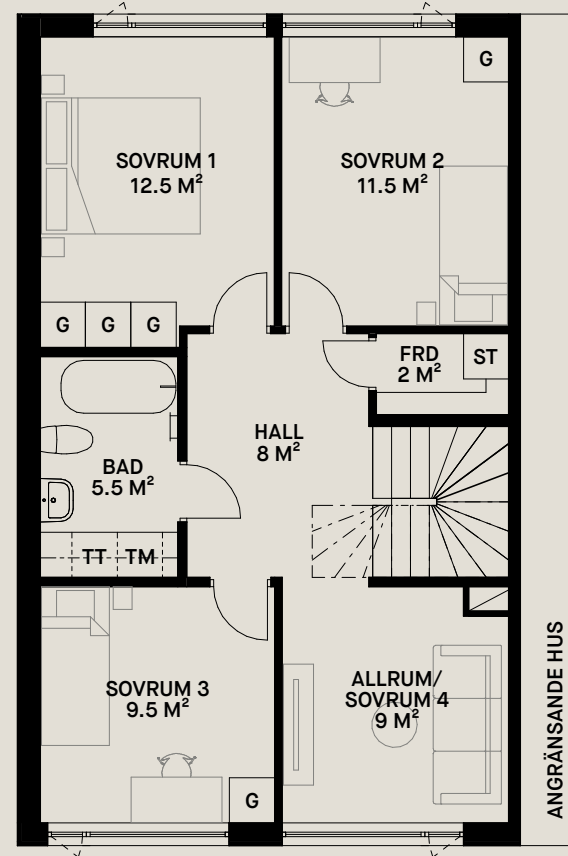 G
SOVRUM 1
12.5 M²
SOVRUM 2
11.5 M²
G G G
FRD
2 M²
ST
HALL
8 M²
BAD
5.5 M²
TT TM
SOVRUM 3
9.5 M²
ALLRUM/
SOVRUM 4
9 M²
G
ANGRÄNSANDE HUS